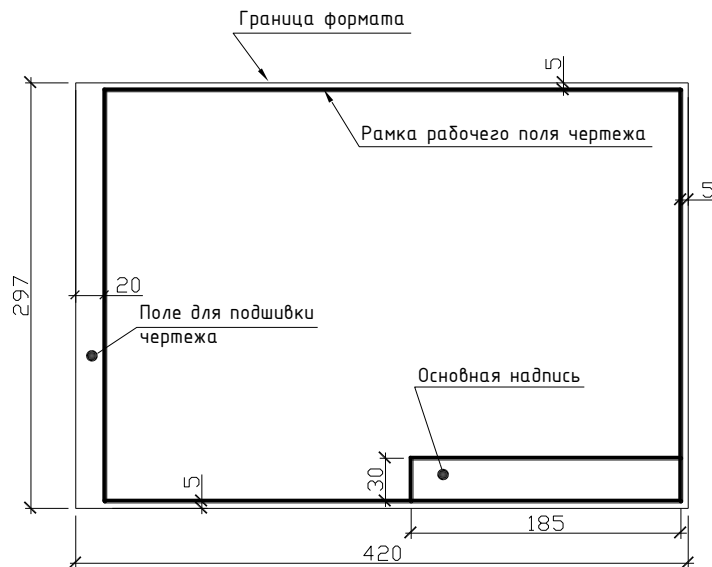 Граница формата
5
Рамка рабочего поля чертежа
5
297
20
Поле для подшивки
чертежа
Основная надпись
30
5
185
420